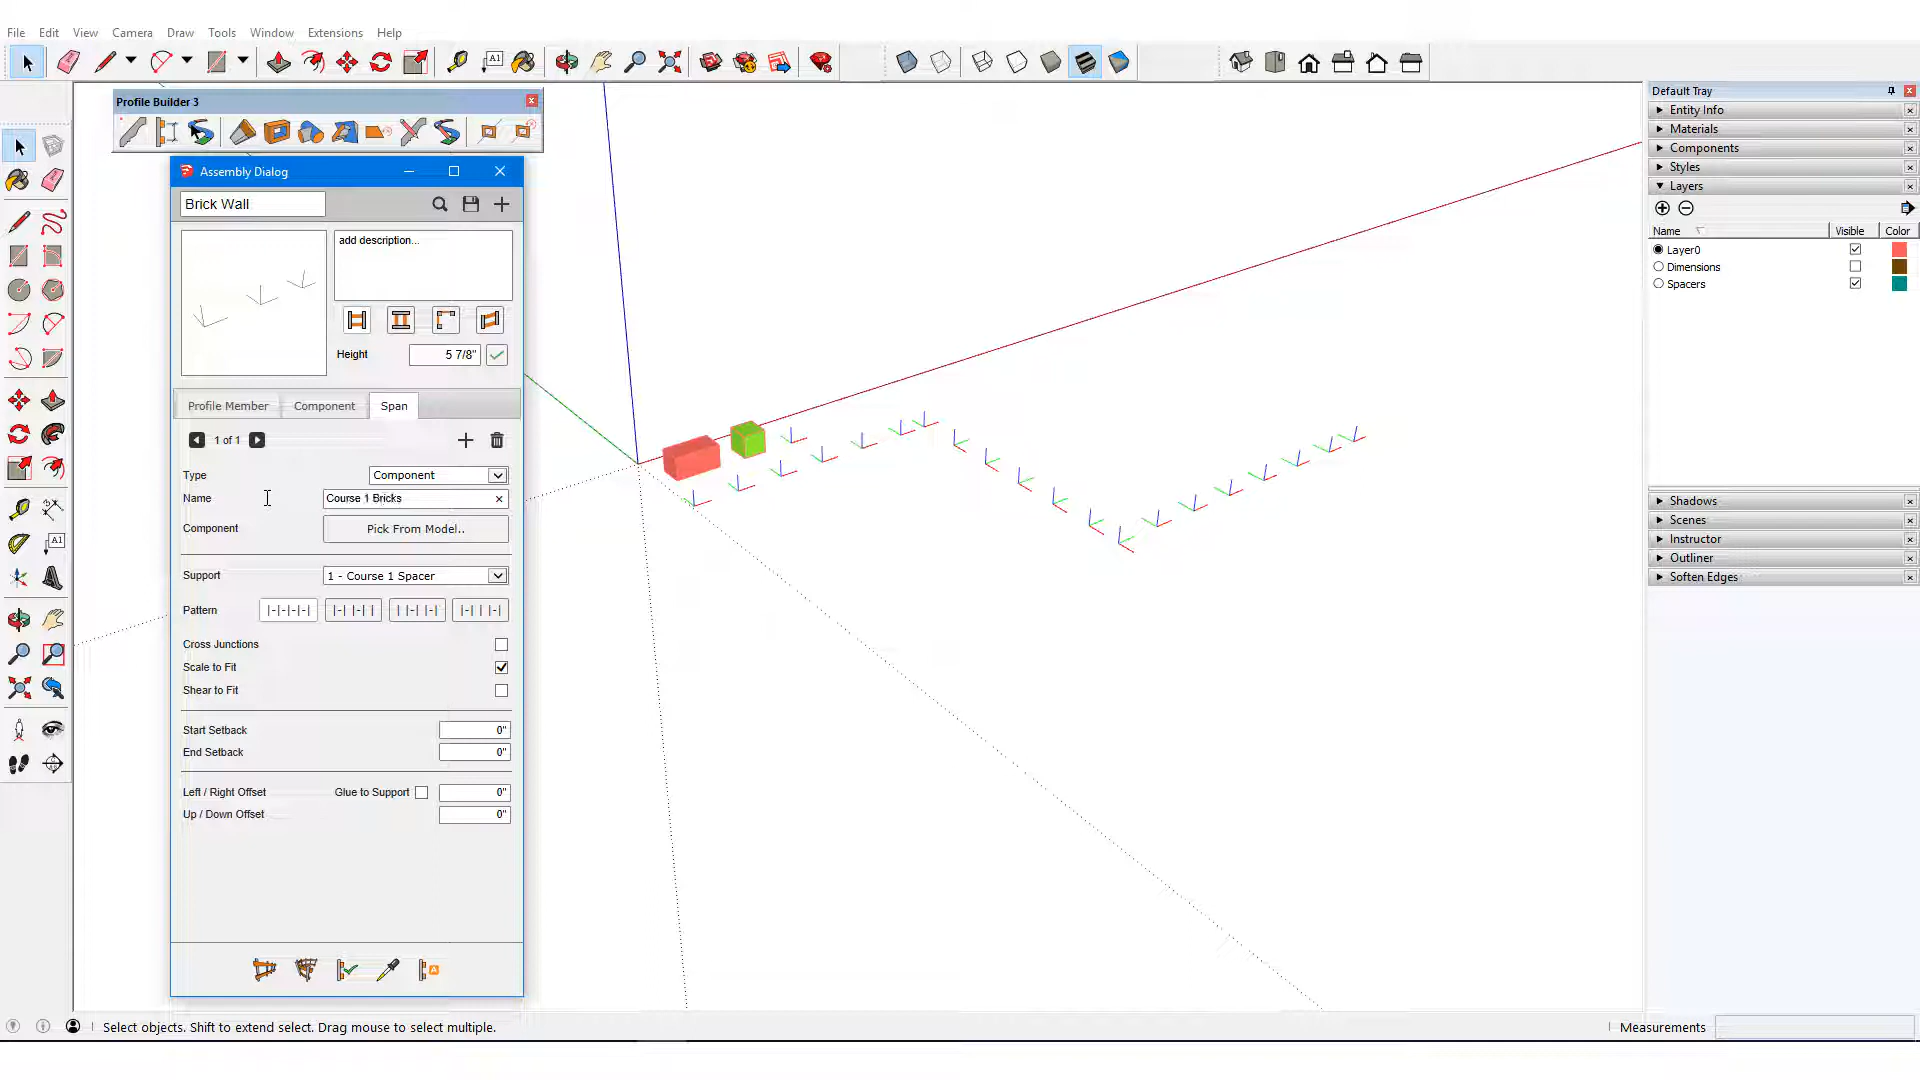 File Edit View Camera Draw Tools Window Extensions Help
A1
Profile Builder 3
Assembly Dialog
Brick Wall
add description...
Height 5 7/8"
Profile Member Component Span
1 of 1
Type Component
Name Course 1 Bricks
Component Pick From Model..
Support 1 - Course 1 Spacer
Pattern |-|-|-|-| |-| |-| | | |-| |-| |-| | |-|
Cross Junctions
Scale to Fit
Shear to Fit
Start Setback 0"
End Setback 0"
Left / Right Offset Glue to Support 0"
Up / Down Offset 0"
A1
Default Tray
Entity Info
Materials
Components
Styles
Layers
Name Visible Color
Layer0
Dimensions
Spacers
Shadows
Scenes
Instructor
Outliner
Soften Edges
Select objects. Shift to extend select. Drag mouse to select multiple.
Measurements